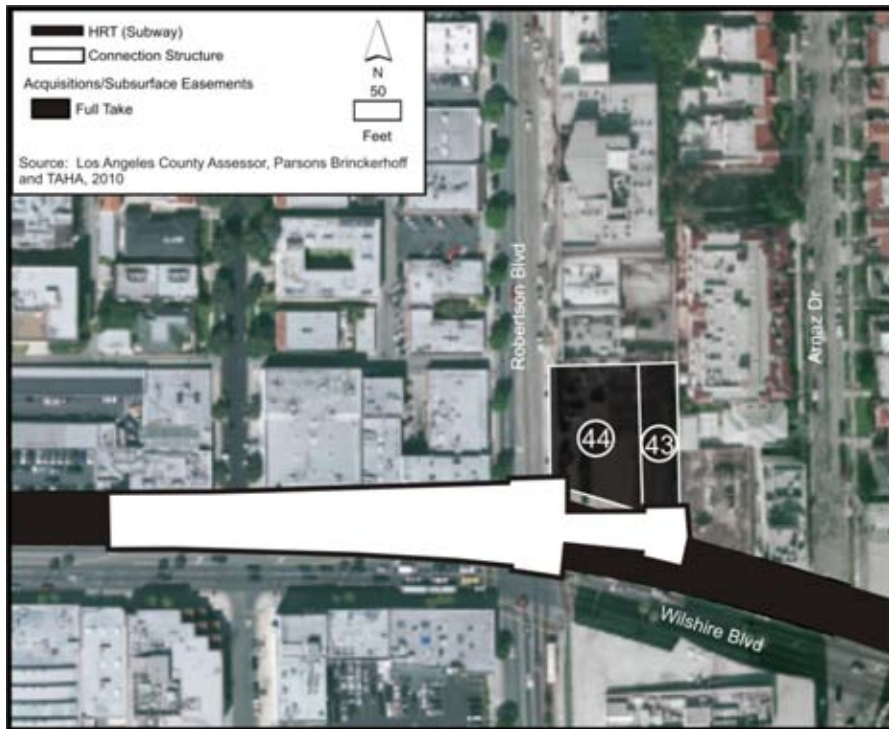 HRT (Subway)
Connection Structure
Acquisitions/Subsurface Easements
Full Take
N
50
Feet
Source: Los Angeles County Assessor, Parsons Brinckerhoff
and TAHA, 2010
Robertson Blvd
Arnaz Dr
44
43
Wilshire Blvd